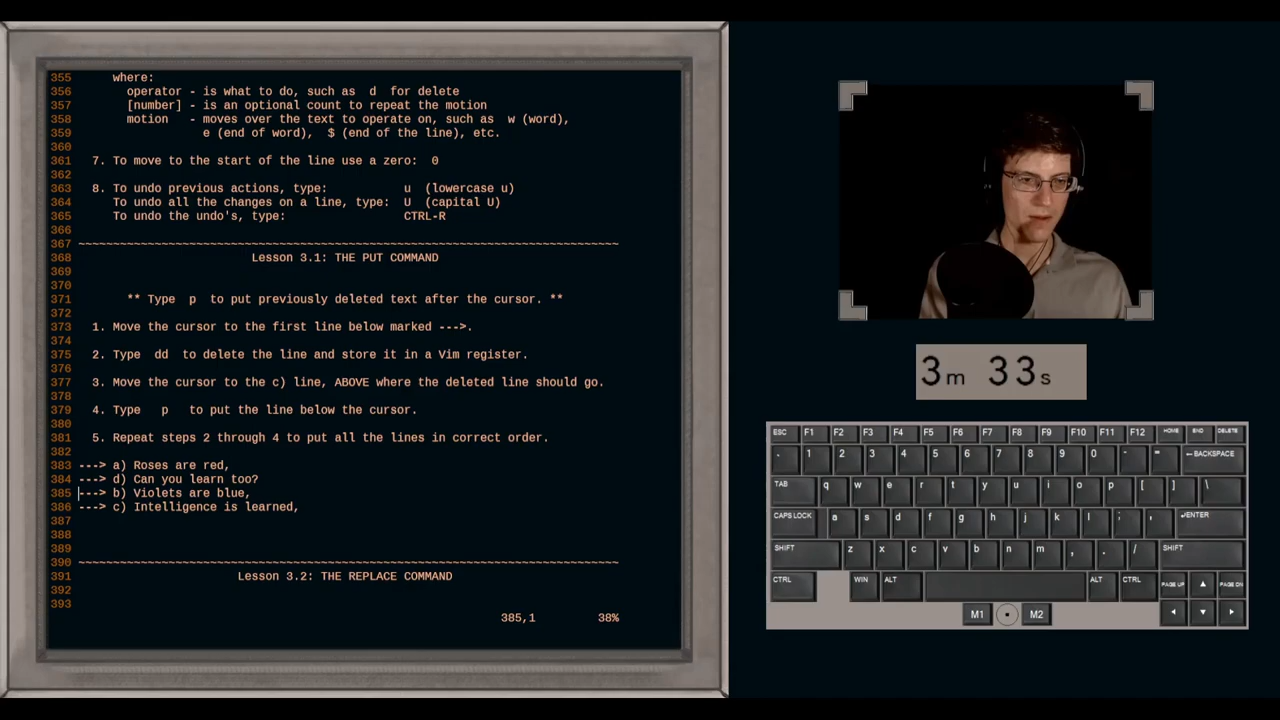 355      where:
356        operator - is what to do, such as  d  for delete
357        [number] - is an optional count to repeat the motion
358        motion   - moves over the text to operate on, such as  w (word),
359                   e (end of word),  $ (end of the line), etc.
360
361   7. To move to the start of the line use a zero:  0
362
363   8. To undo previous actions, type:           u  (lowercase u)
364      To undo all the changes on a line, type:  U  (capital U)
365      To undo the undo's, type:                 CTRL-R
366
367 ~~~~~~~~~~~~~~~~~~~~~~~~~~~~~~~~~~~~~~~~~~~~~~~~~~~~~~~~~~~~~~~~~~~~~~~~~~~~~~
368                          Lesson 3.1: THE PUT COMMAND
369
370
371        ** Type  p  to put previously deleted text after the cursor. **
372
373   1. Move the cursor to the first line below marked --->.
374
375   2. Type  dd  to delete the line and store it in a Vim register.
376
377   3. Move the cursor to the c) line, ABOVE where the deleted line should go.
378
379   4. Type   p   to put the line below the cursor.
380
381   5. Repeat steps 2 through 4 to put all the lines in correct order.
382
383 ---> a) Roses are red,
384 ---> d) Can you learn too?
385 ---> b) Violets are blue,
386 ---> c) Intelligence is learned,
387
388
389
390 ~~~~~~~~~~~~~~~~~~~~~~~~~~~~~~~~~~~~~~~~~~~~~~~~~~~~~~~~~~~~~~~~~~~~~~~~~~~~~~
391                        Lesson 3.2: THE REPLACE COMMAND
392
393
385,1         38%
3m 33s
ESC F1 F2 F3 F4 F5 F6 F7 F8 F9 F10 F11 F12 HOME END DELETE
. 1 2 3 4 5 6 7 8 9 0 - = ←BACKSPACE
TAB q w e r t y u i o p [ ] \
CAPS LOCK a s d f g h j k l ; , ↵ENTER
SHIFT z x c v b n m , . / SHIFT
CTRL WIN ALT ALT CTRL PAGE UP ▲ PAGE DN
M1 M2 ◄ ▼ ►